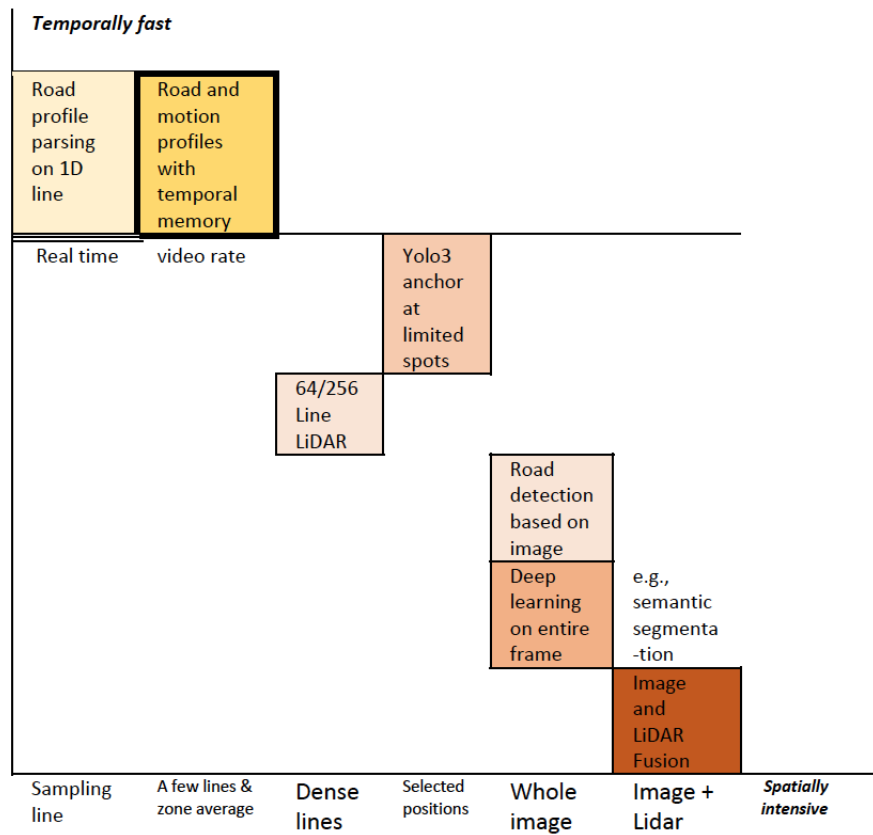 Temporally fast
Road
profile
parsing
on 1D
line
Road and
motion
profiles
with
temporal
memory
Real time
video rate
Yolo3
anchor
at
limited
spots
64/256
Line
LiDAR
Road
detection
based on
image
Deep
learning
on entire
frame
e.g.,
semantic
segmenta
-tion
Image
and
LiDAR
Fusion
Sampling
line
A few lines &
zone average
Dense
lines
Selected
positions
Whole
image
Image +
Lidar
Spatially
intensive